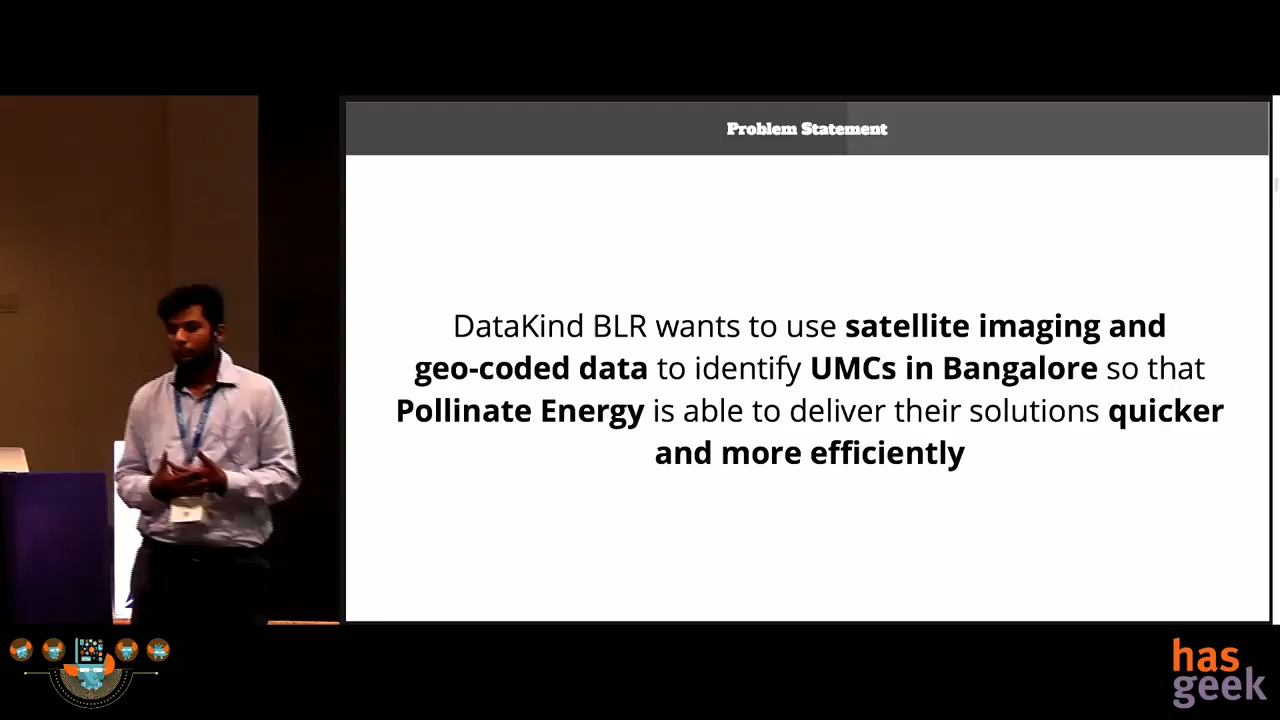 Problem Statement
DataKind BLR wants to use satellite imaging and
geo-coded data to identify UMCs in Bangalore so that
Pollinate Energy is able to deliver their solutions quicker
and more efficiently
has
geek